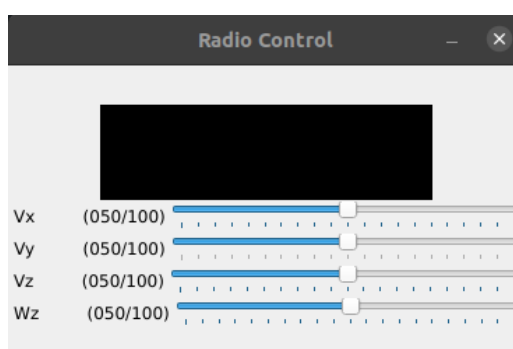 Radio Control
Vx (050/100)
Vy (050/100)
Vz (050/100)
Wz (050/100)